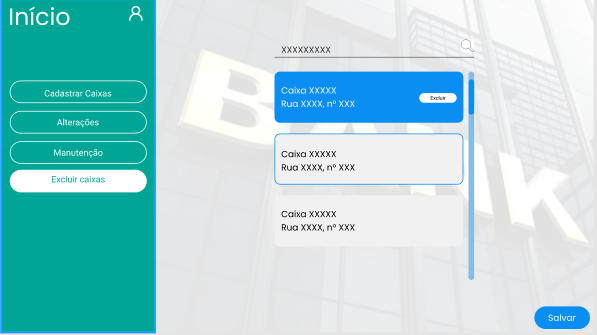 Início
Cadastrar Caixas
Alterações
Manutenção
Excluir caixas
XXXXXXXXX
Caixa XXXXX
Rua XXXX, nº XXX
Excluir
Caixa XXXXX
Rua XXXX, nº XXX
Caixa XXXXX
Rua XXXX, nº XXX
BANK
Salvar